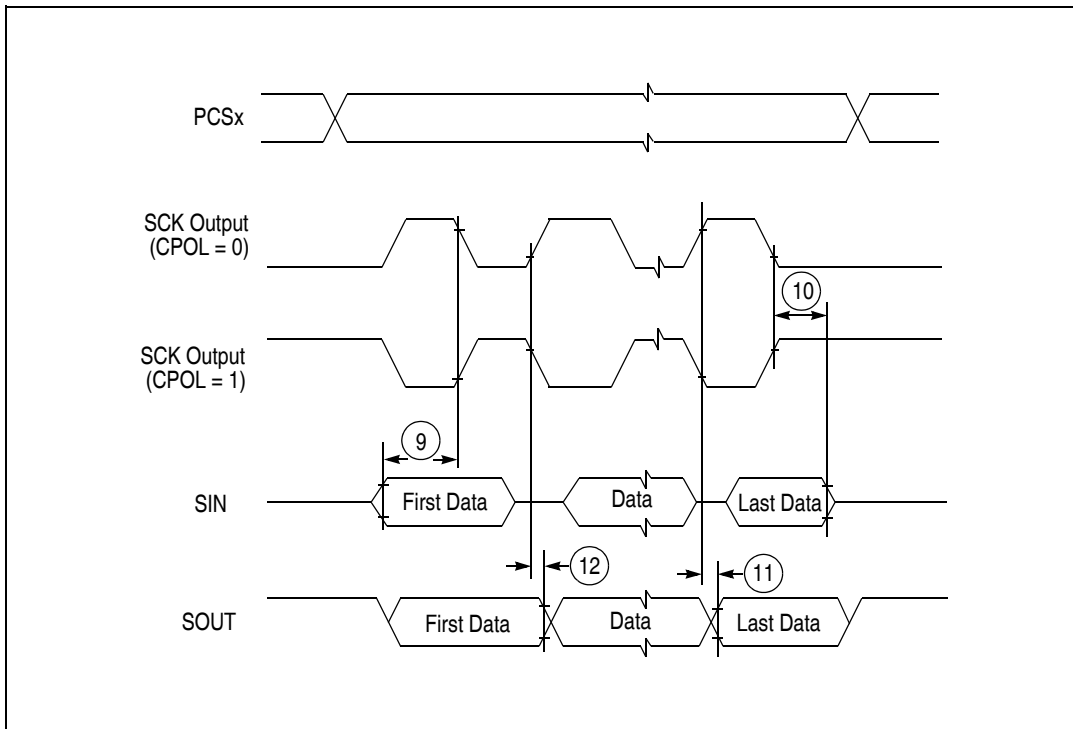 PCSx
SCK Output
(CPOL = 0)
10
SCK Output
(CPOL = 1)
9
SIN
First Data
Data
Last Data
12
11
SOUT
First Data
Data
Last Data